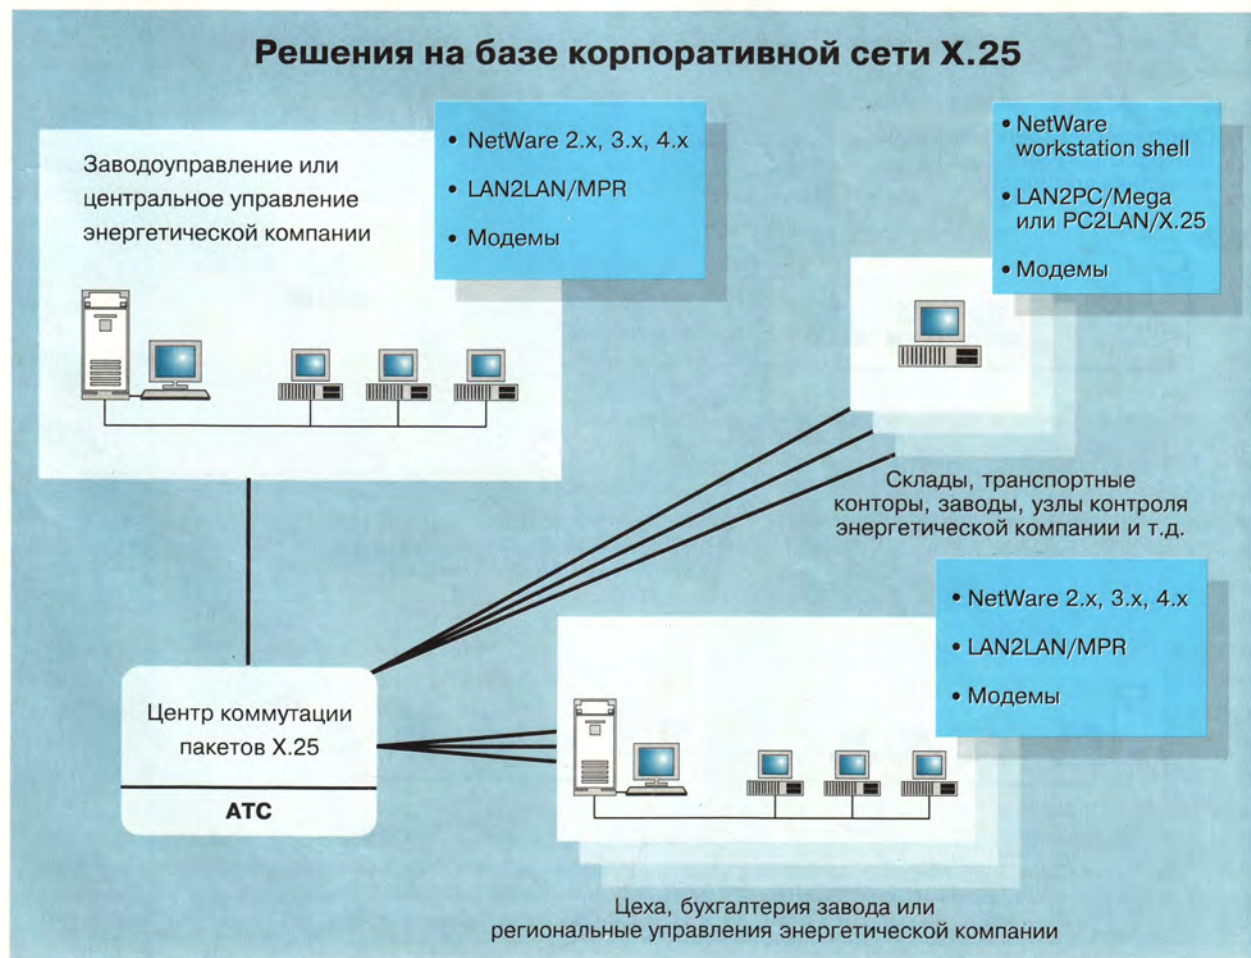 Решения на базе корпоративной сети X.25
Заводоуправление или
центральное управление
энергетической компании
• NetWare 2.x, 3.x, 4.x
• LAN2LAN/MPR
• Модемы
• NetWare
workstation shell
• LAN2PC/Mega
или PC2LAN/X.25
• Модемы
Склады, транспортные
конторы, заводы, узлы контроля
энергетической компании и т.д.
• NetWare 2.x, 3.x, 4.x
• LAN2LAN/MPR
• Модемы
Центр коммутации
пакетов X.25
АТС
Цеха, бухгалтерия завода или
региональные управления энергетической компании